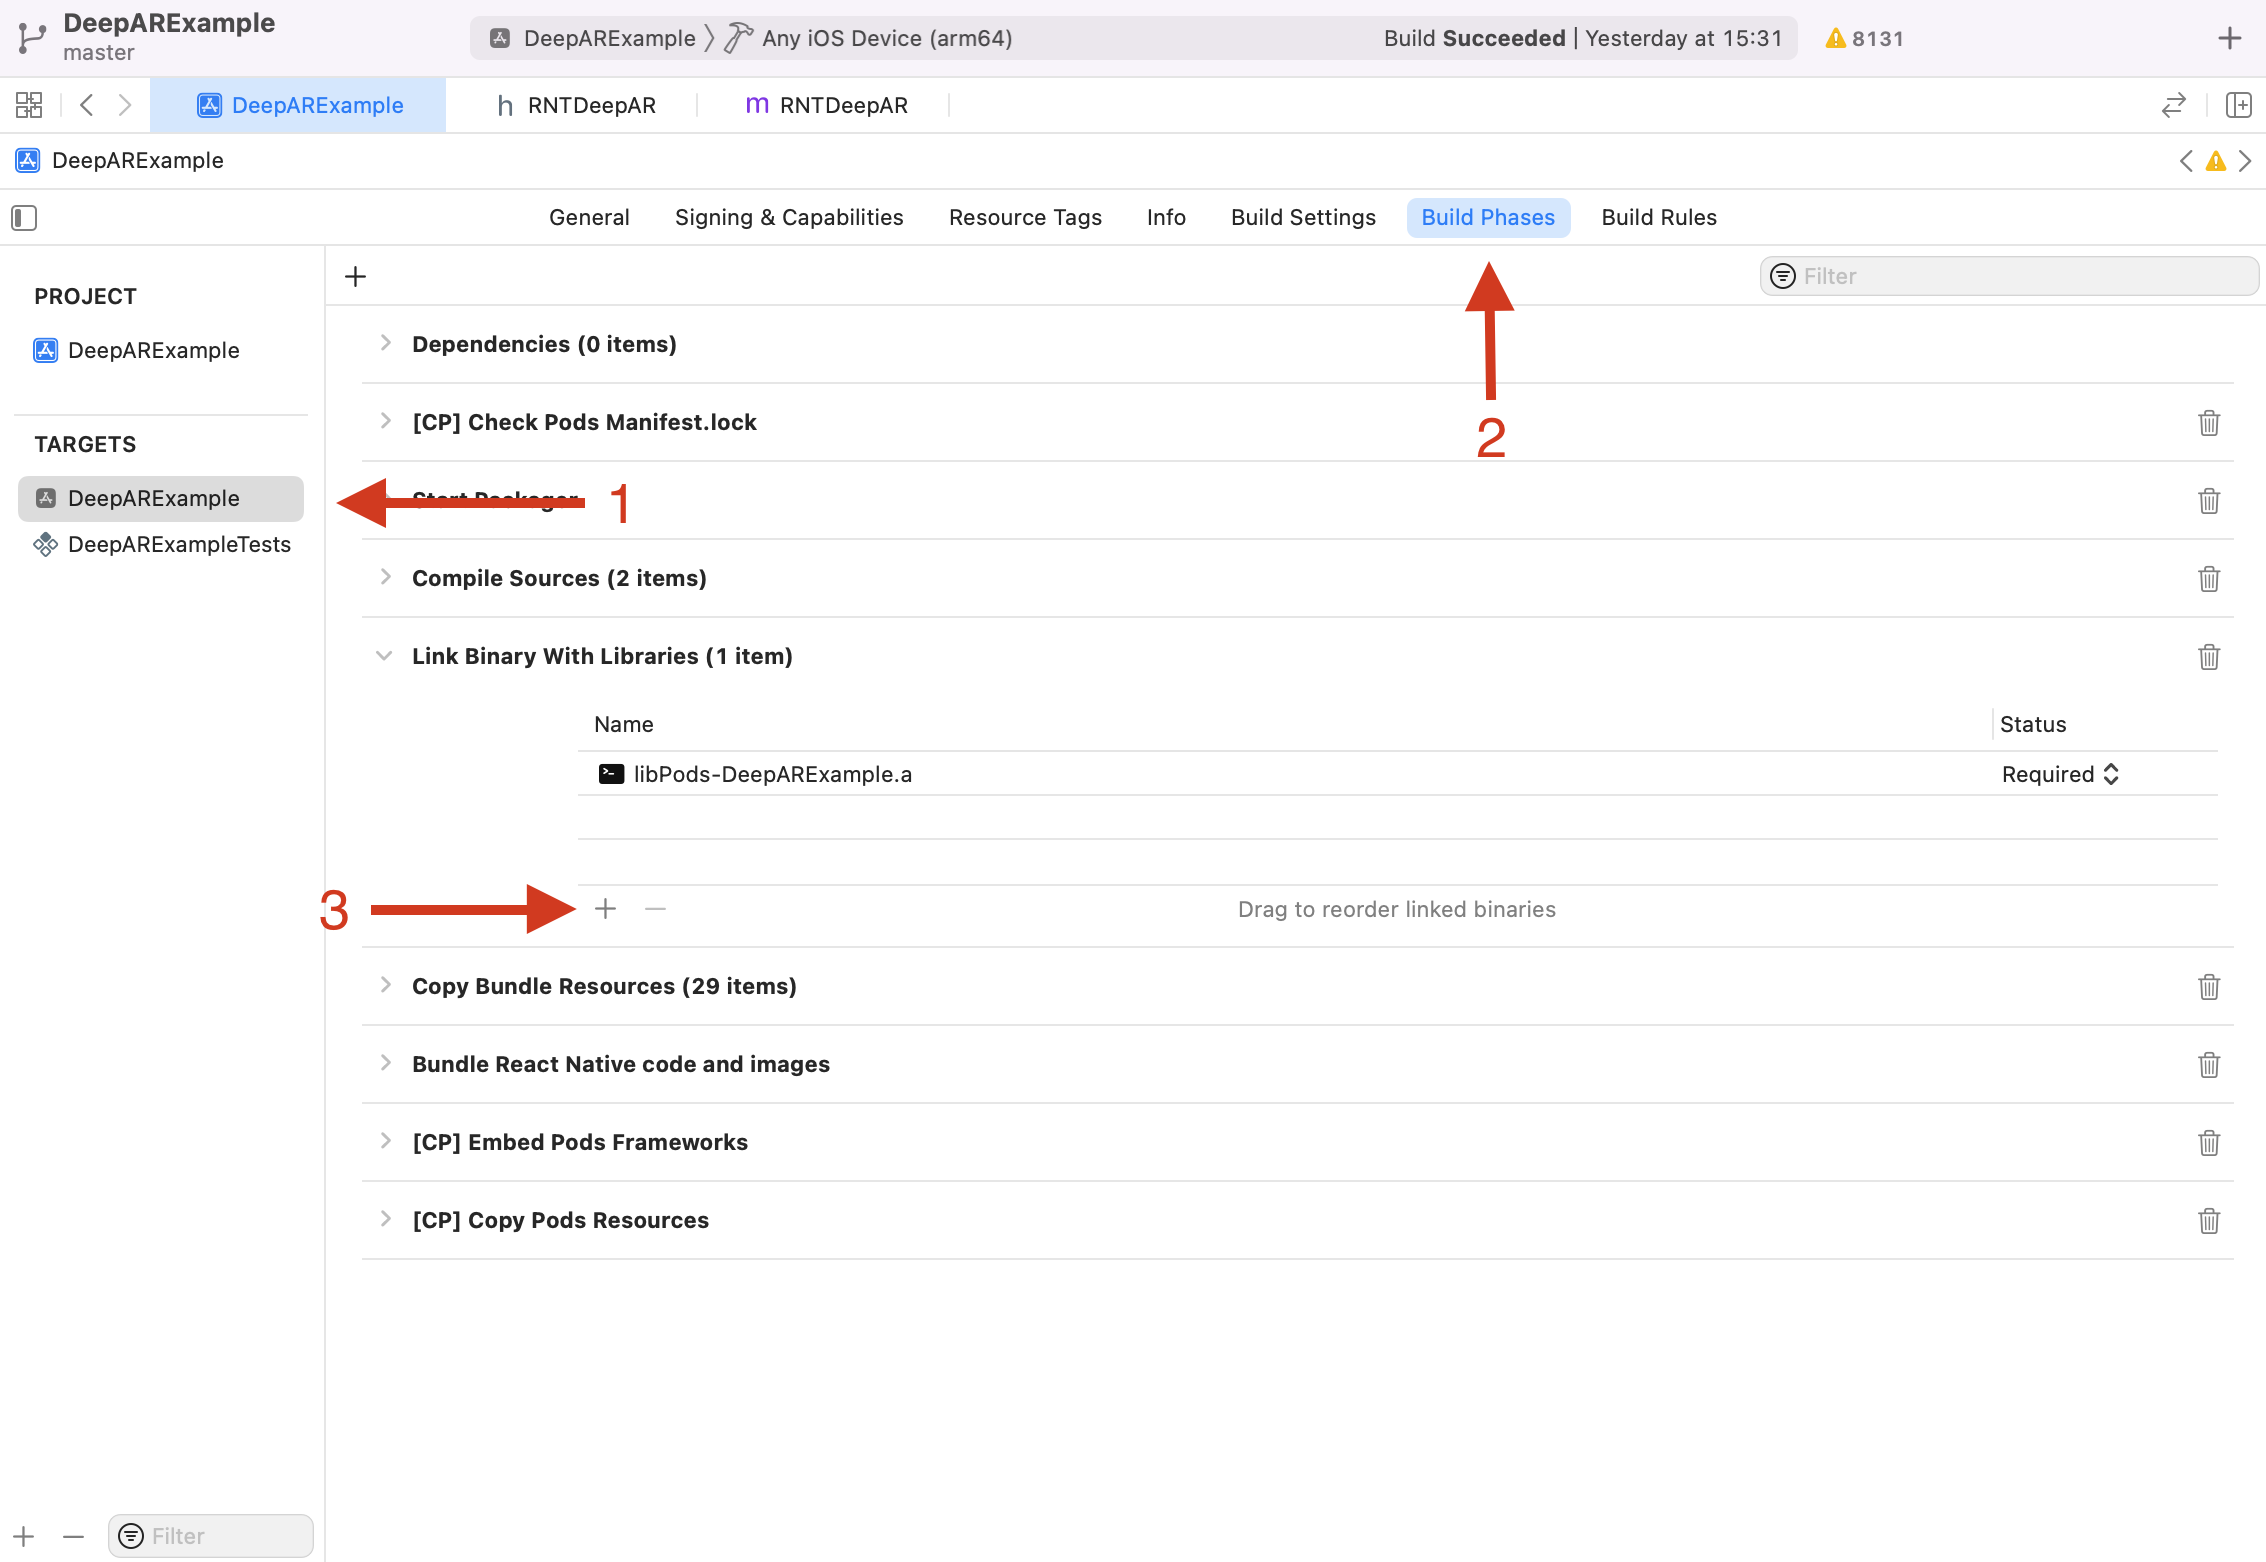 DeepARExample
master
DeepARExample Any iOS Device (arm64)
Build Succeeded | Yesterday at 15:31
8131
DeepARExample
h RNTDeepAR
m RNTDeepAR
DeepARExample
General
Signing & Capabilities
Resource Tags
Info
Build Settings
Build Phases
Build Rules
Filter
PROJECT
DeepARExample
TARGETS
DeepARExample
DeepARExampleTests
Dependencies (0 items)
[CP] Check Pods Manifest.lock
2
Start Packager
1
Compile Sources (2 items)
Link Binary With Libraries (1 item)
Name
Status
libPods-DeepARExample.a
Required
3
Drag to reorder linked binaries
Copy Bundle Resources (29 items)
Bundle React Native code and images
[CP] Embed Pods Frameworks
[CP] Copy Pods Resources
Filter